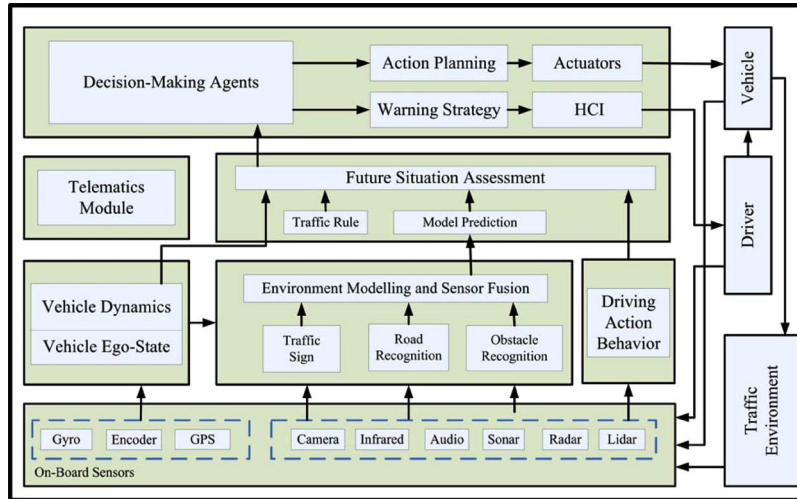 Decision-Making Agents
Action Planning
Actuators
Warning Strategy
HCI
Vehicle
Telematics
Module
Future Situation Assessment
Traffic Rule
Model Prediction
Driver
Vehicle Dynamics
Vehicle Ego-State
Environment Modelling and Sensor Fusion
Traffic
Sign
Road
Recognition
Obstacle
Recognition
Driving
Action
Behavior
Traffic
Environment
Gyro
Encoder
GPS
Camera
Infrared
Audio
Sonar
Radar
Lidar
On-Board Sensors